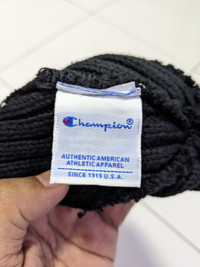 Champion®
AUTHENTIC AMERICAN
ATHLETIC APPAREL
SINCE 1919 U.S.A.